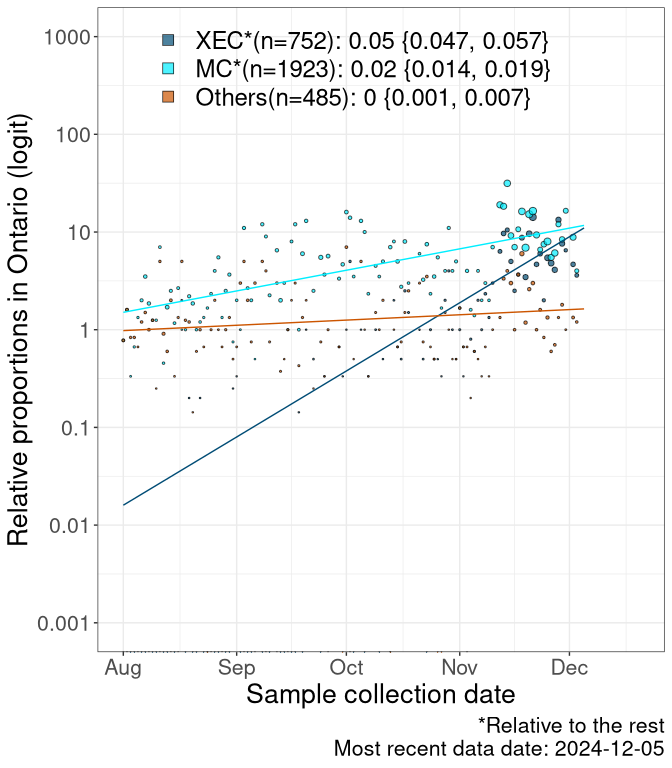 XEC*(n=752): 0.05 {0.047, 0.057}
MC*(n=1923): 0.02 {0.014, 0.019}
Others(n=485): 0 {0.001, 0.007}
Relative proportions in Ontario (logit)
1000
100
10
1
0.1
0.01
0.001
Aug Sep Oct Nov Dec
Sample collection date
*Relative to the rest
Most recent data date: 2024-12-05